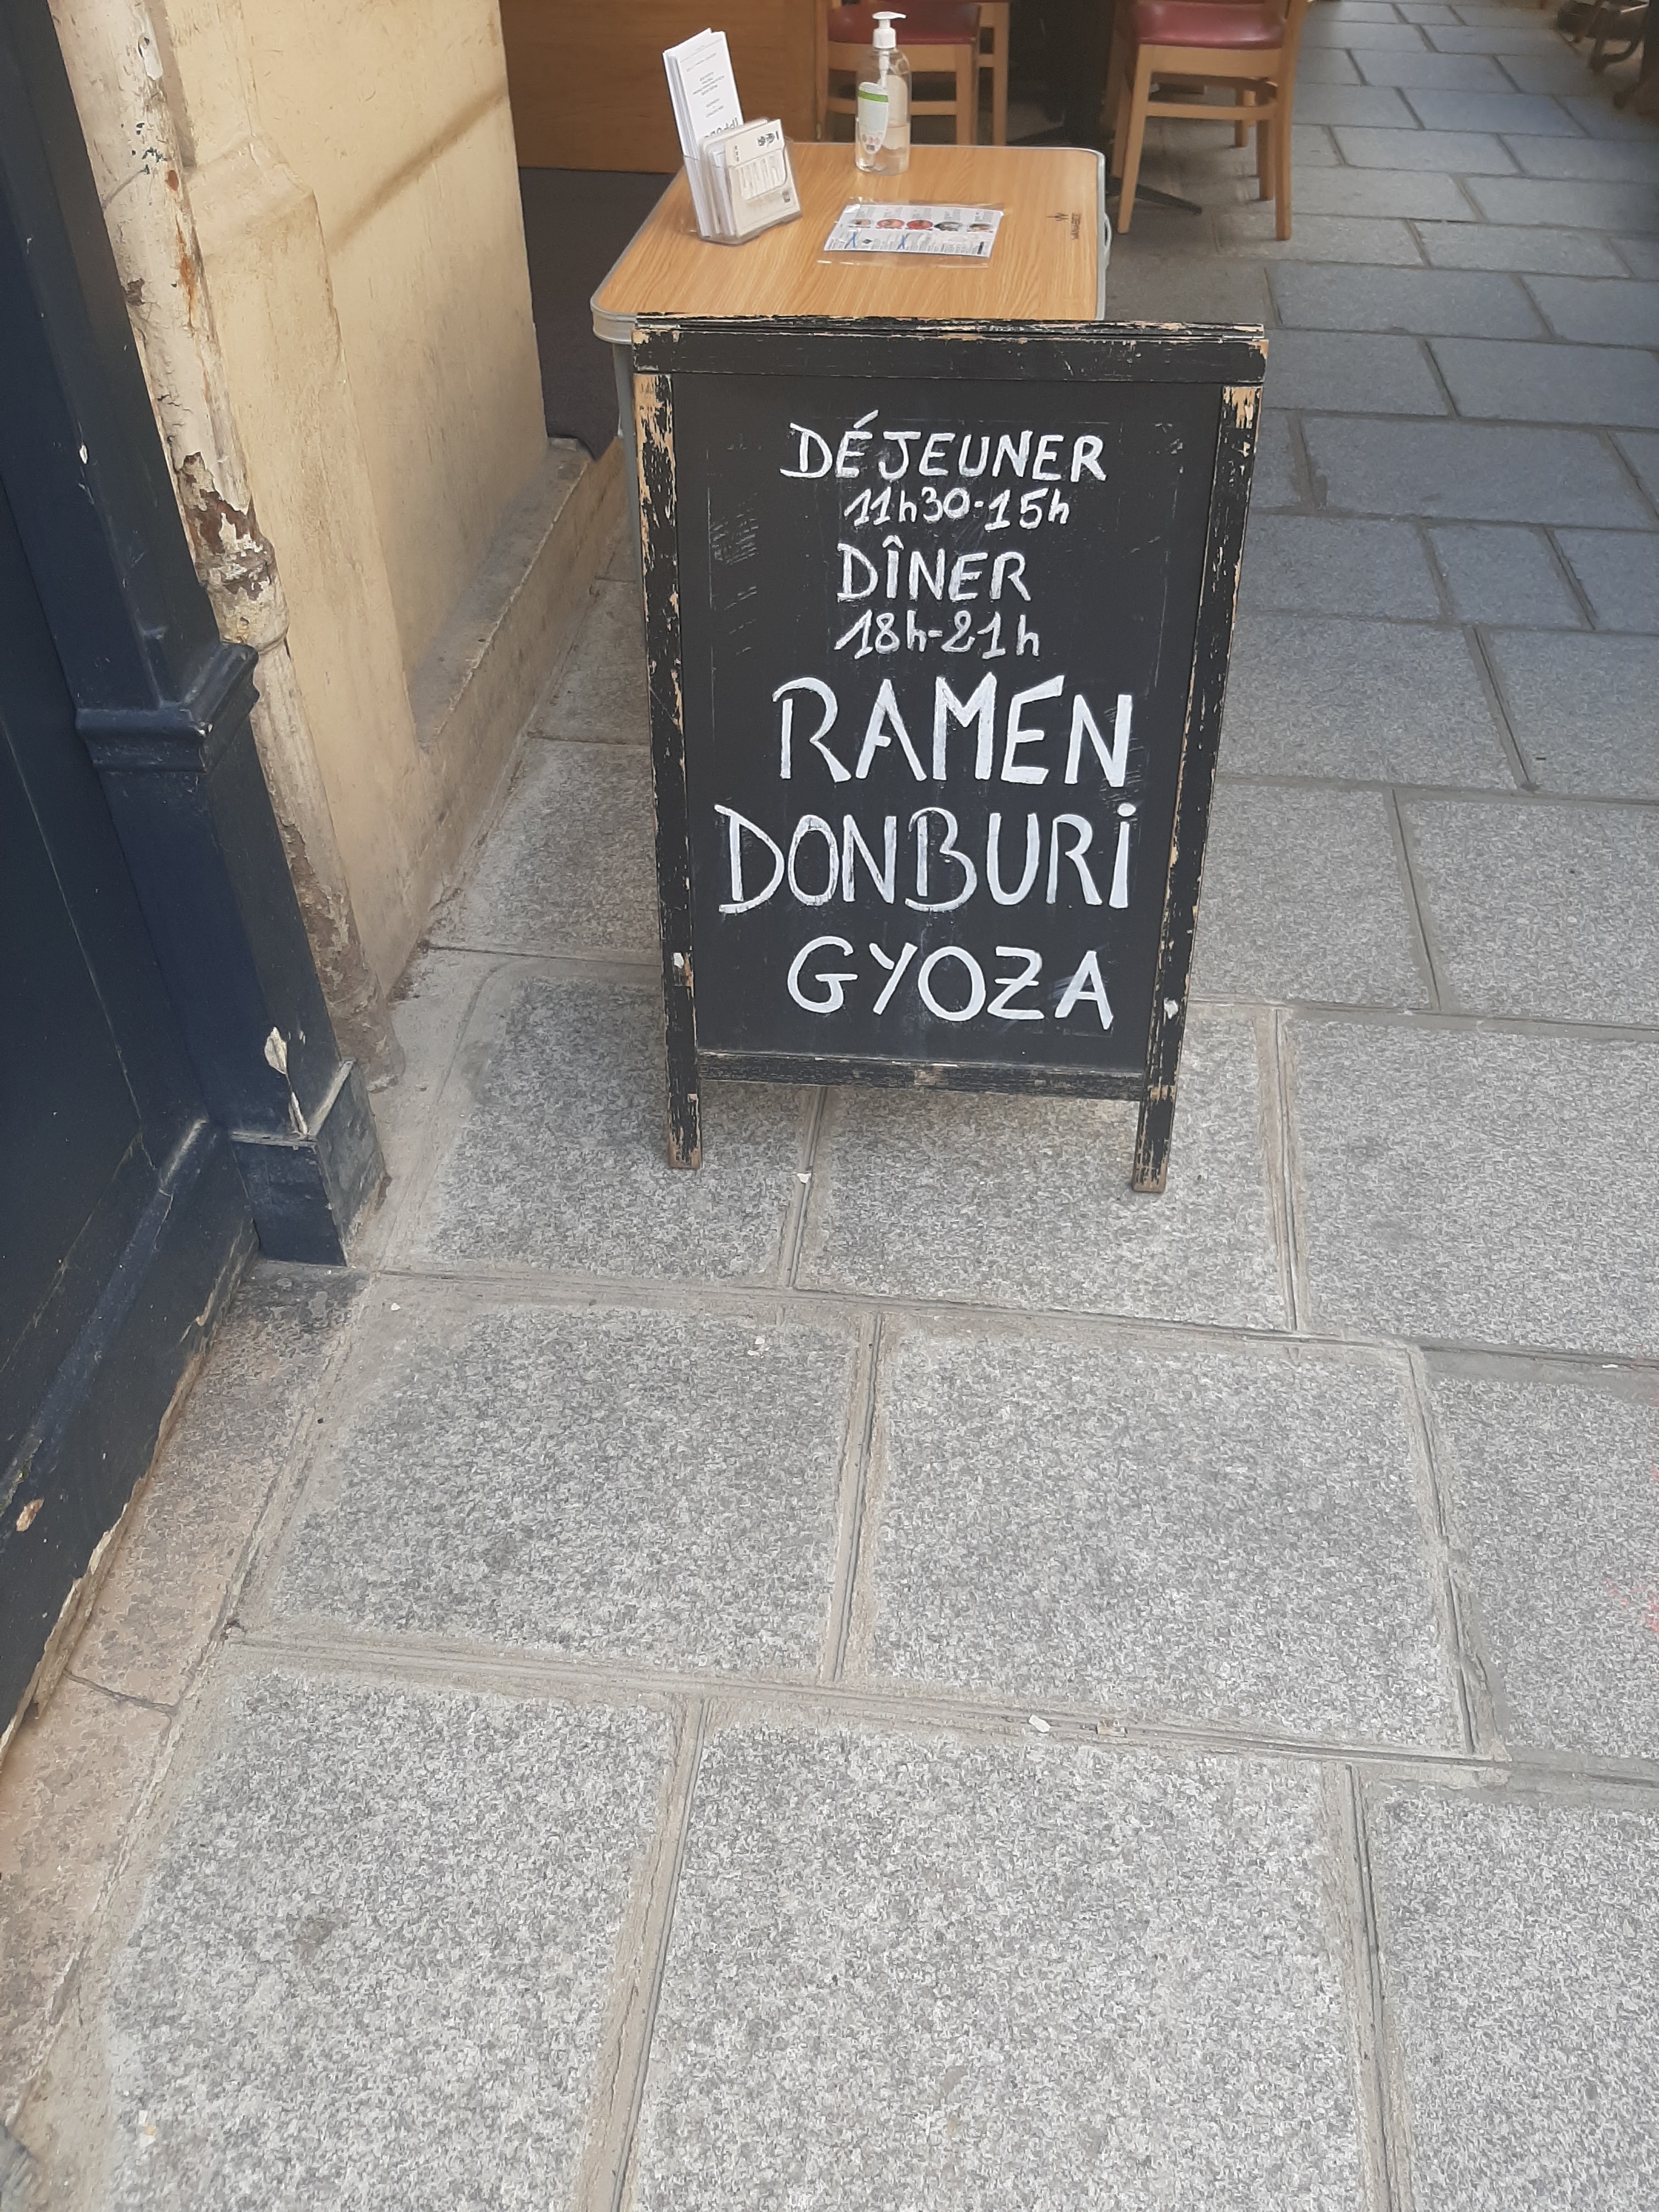 DÉJEUNER
11h30-15h
DÎNER
18h-21h
RAMEN
DONBURi
GYOZA